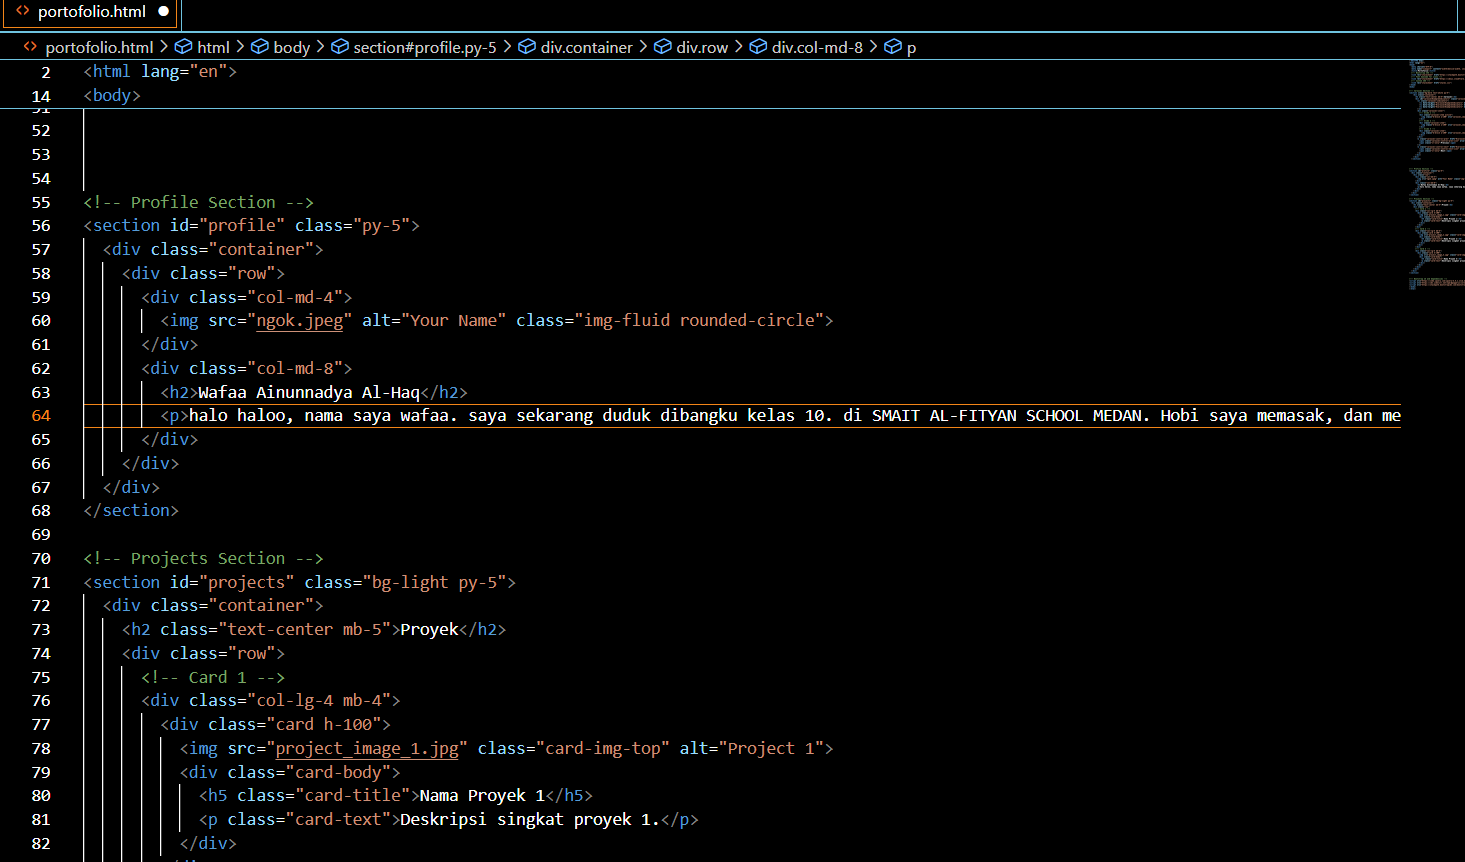 <> portofolio.html ●
<> portofolio.html > html > body > section#profile.py-5 > div.container > div.row > div.col-md-8 > p
2 <html lang="en">
14 <body>
52
53
54
55 <!-- Profile Section -->
56 <section id="profile" class="py-5">
57 <div class="container">
58 <div class="row">
59 <div class="col-md-4">
60 <img src="ngok.jpeg" alt="Your Name" class="img-fluid rounded-circle">
61 </div>
62 <div class="col-md-8">
63 <h2>Wafaa Ainunnadya Al-Haq</h2>
64 <p>halo haloo, nama saya wafaa. saya sekarang duduk dibangku kelas 10. di SMAIT AL-FITYAN SCHOOL MEDAN. Hobi saya memasak, dan me
65 </div>
66 </div>
67 </div>
68 </section>
69
70 <!-- Projects Section -->
71 <section id="projects" class="bg-light py-5">
72 <div class="container">
73 <h2 class="text-center mb-5">Proyek</h2>
74 <div class="row">
75 <!-- Card 1 -->
76 <div class="col-lg-4 mb-4">
77 <div class="card h-100">
78 <img src="project_image_1.jpg" class="card-img-top" alt="Project 1">
79 <div class="card-body">
80 <h5 class="card-title">Nama Proyek 1</h5>
81 <p class="card-text">Deskripsi singkat proyek 1.</p>
82 </div>